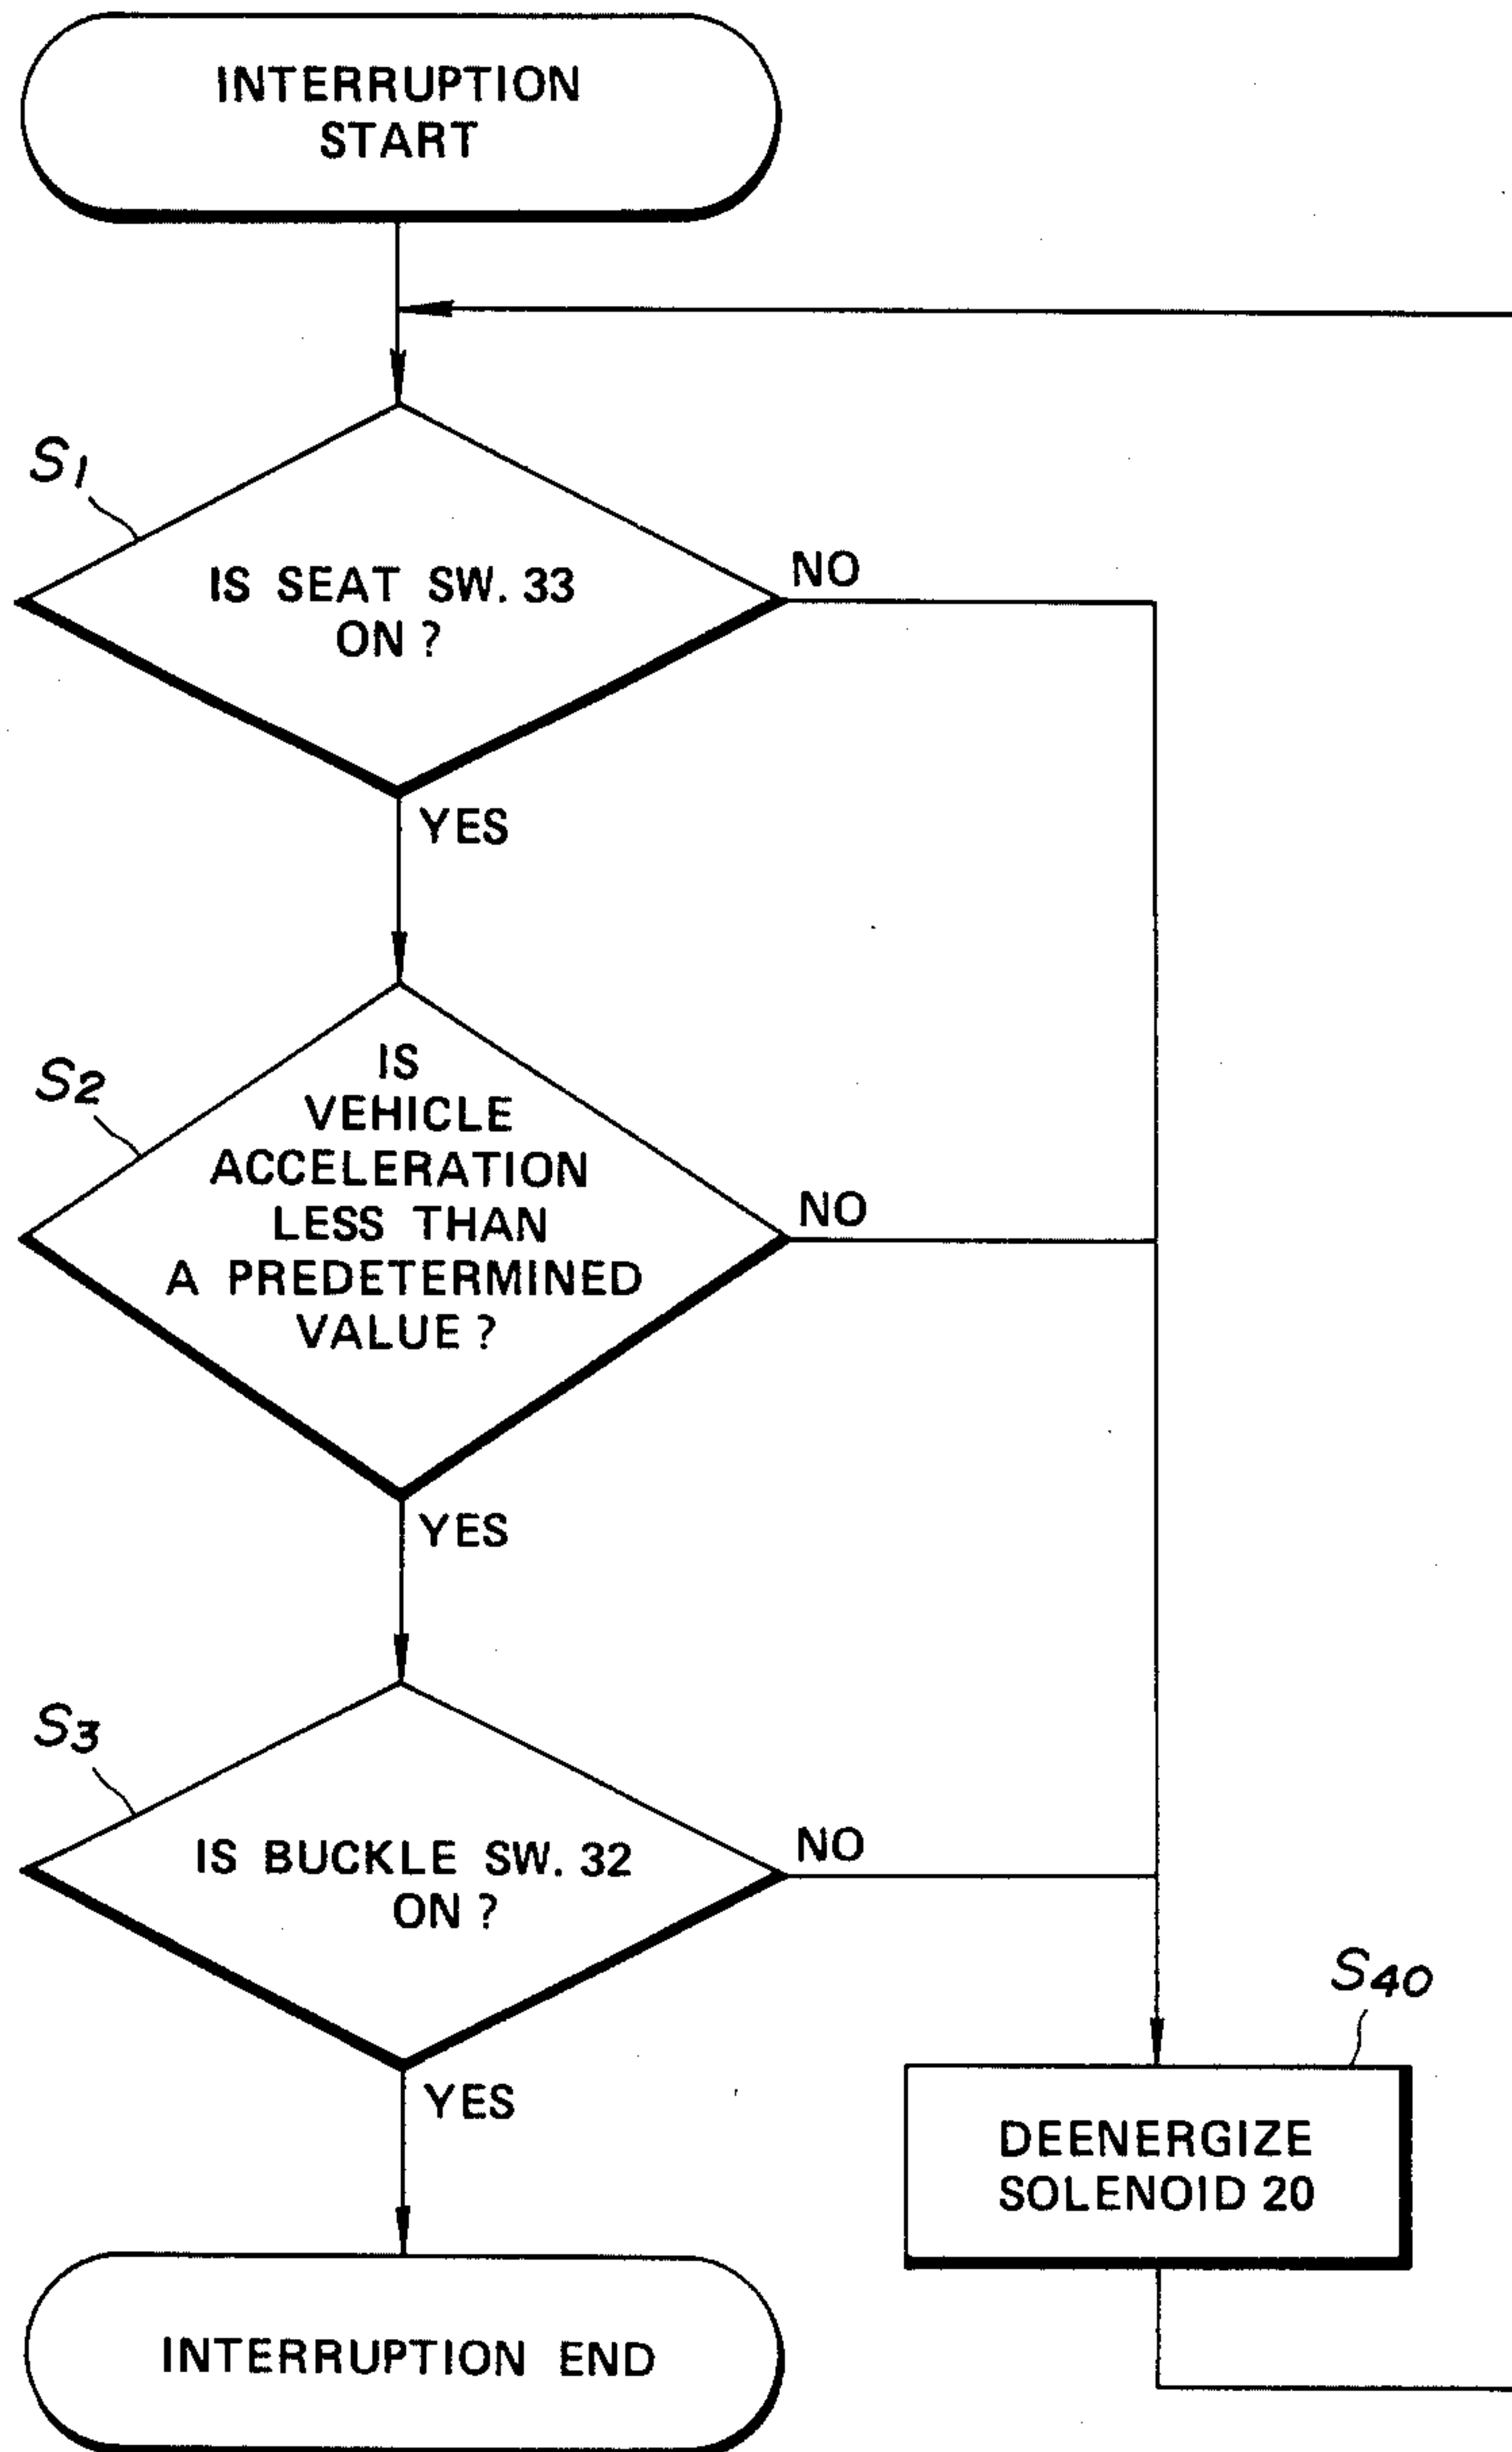 INTERRUPTION
START
S1
IS SEAT SW. 33
ON ?
NO
YES
S2
IS
VEHICLE
ACCELERATION
LESS THAN
A PREDETERMINED
VALUE ?
NO
YES
S3
IS BUCKLE SW. 32
ON ?
NO
YES
S40
DEENERGIZE
SOLENOID 20
INTERRUPTION END